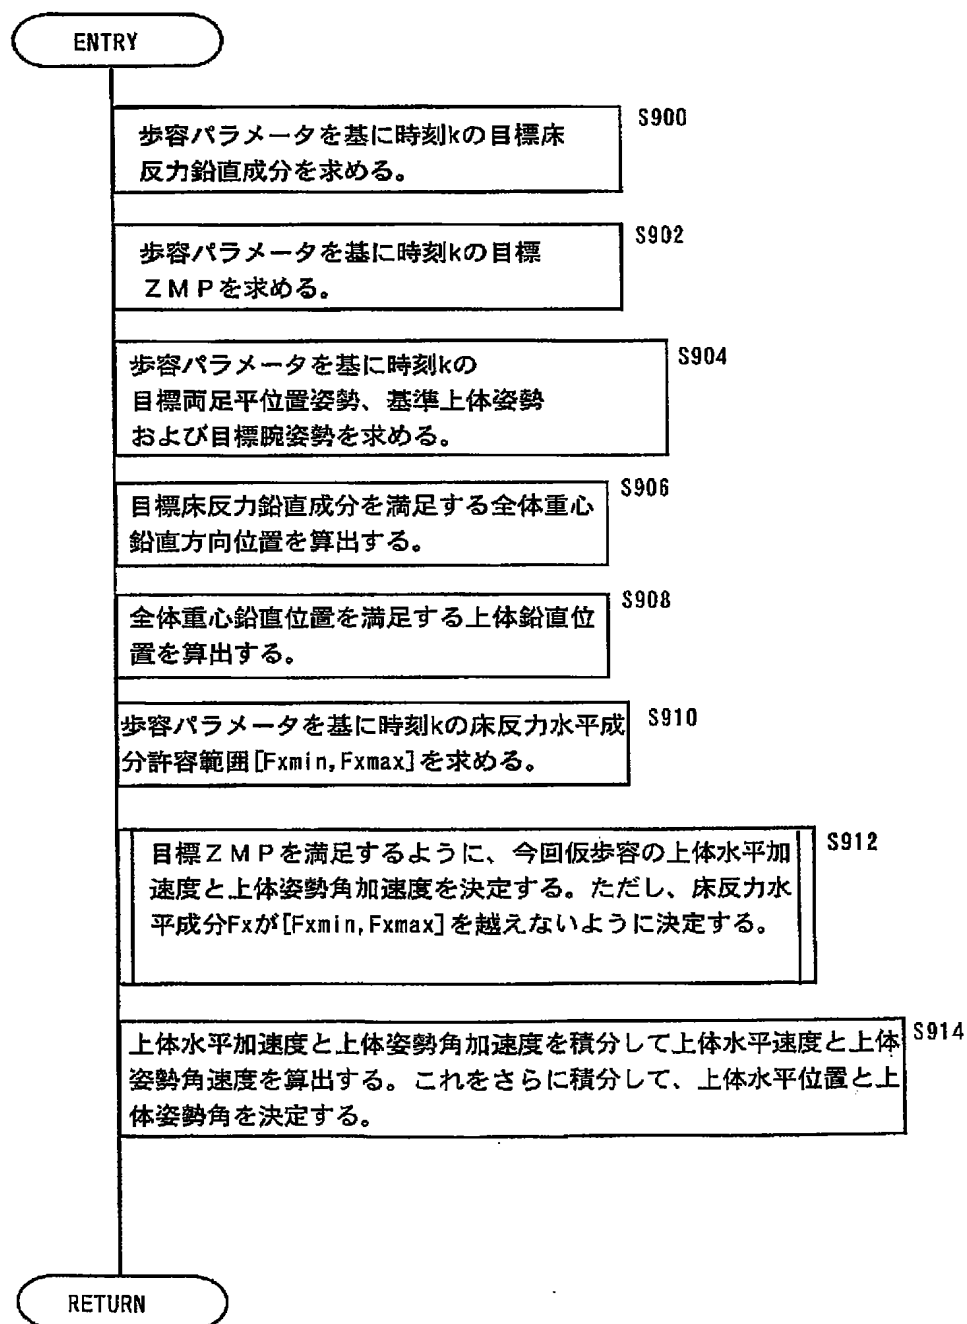 ENTRY
S900
歩容パラメータを基に時刻kの目標床
反力鉛直成分を求める。
S902
歩容パラメータを基に時刻kの目標
ＺＭＰを求める。
S904
歩容パラメータを基に時刻kの
目標両足平位置姿勢、基準上体姿勢
および目標腕姿勢を求める。
S906
目標床反力鉛直成分を満足する全体重心
鉛直方向位置を算出する。
S908
全体重心鉛直位置を満足する上体鉛直位
置を算出する。
S910
歩容パラメータを基に時刻kの床反力水平成
分許容範囲[Fxmin,Fxmax]を求める。
S912
目標ＺＭＰを満足するように、今回仮歩容の上体水平加
速度と上体姿勢角加速度を決定する。ただし、床反力水
平成分Fxが[Fxmin,Fxmax]を越えないように決定する。
S914
上体水平加速度と上体姿勢角加速度を積分して上体水平速度と上体
姿勢角速度を算出する。これをさらに積分して、上体水平位置と上
体姿勢角を決定する。
RETURN